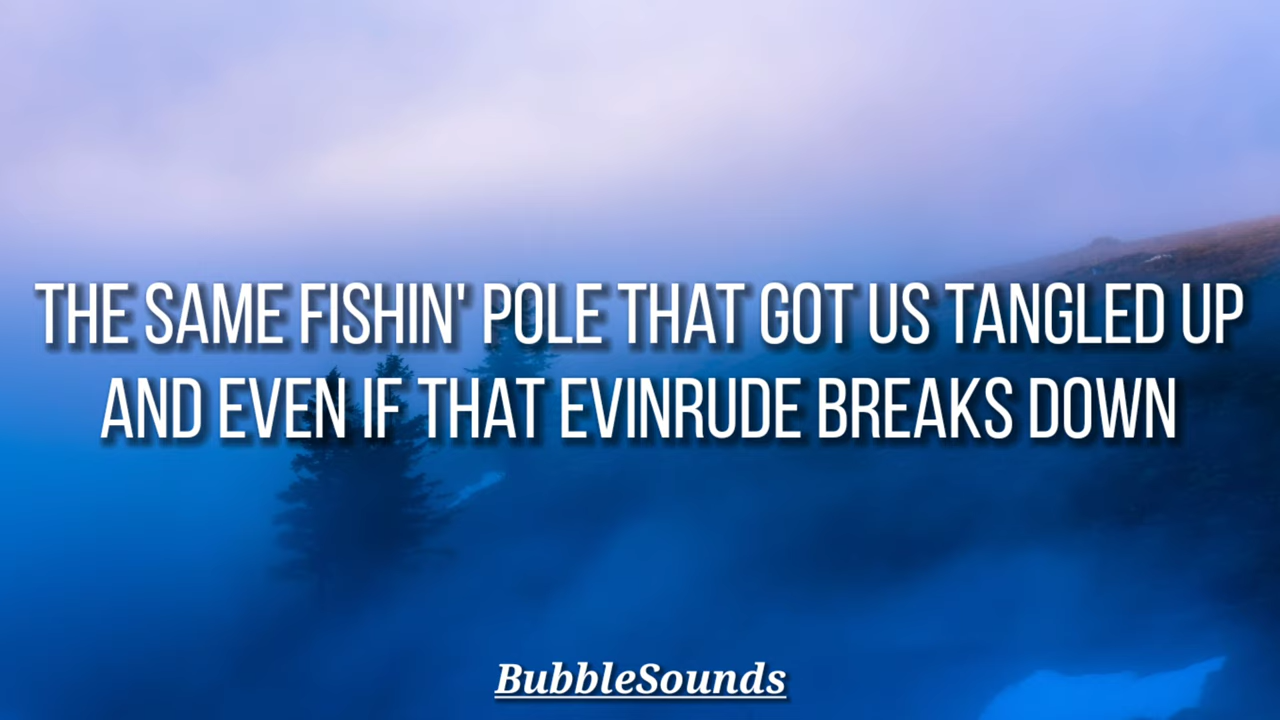 THE SAME FISHIN' POLE THAT GOT US TANGLED UP
AND EVEN IF THAT EVINRUDE BREAKS DOWN
BubbleSounds